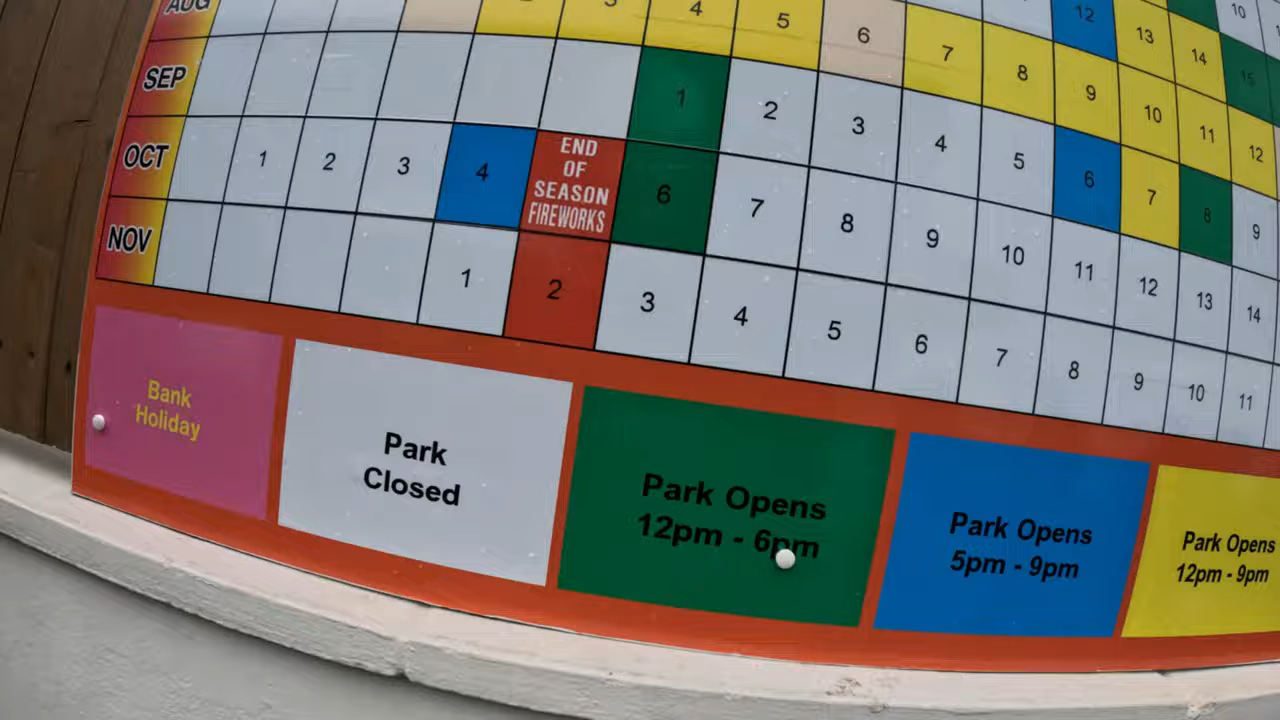 10
12 13 14 15
AUG 2 3 4 5 6 7 8 9 10 11 12
SEP 1 2 3 4 5 6 7 8 9
OCT 1 2 3 4 END OF SEASON FIREWORKS 6 7 8 9 10 11 12 13 14
NOV 1 2 3 4 5 6 7 8 9 10 11
Bank
Holiday
Park
Closed
Park Opens
12pm - 6pm
Park Opens
5pm - 9pm
Park Opens
12pm - 9pm